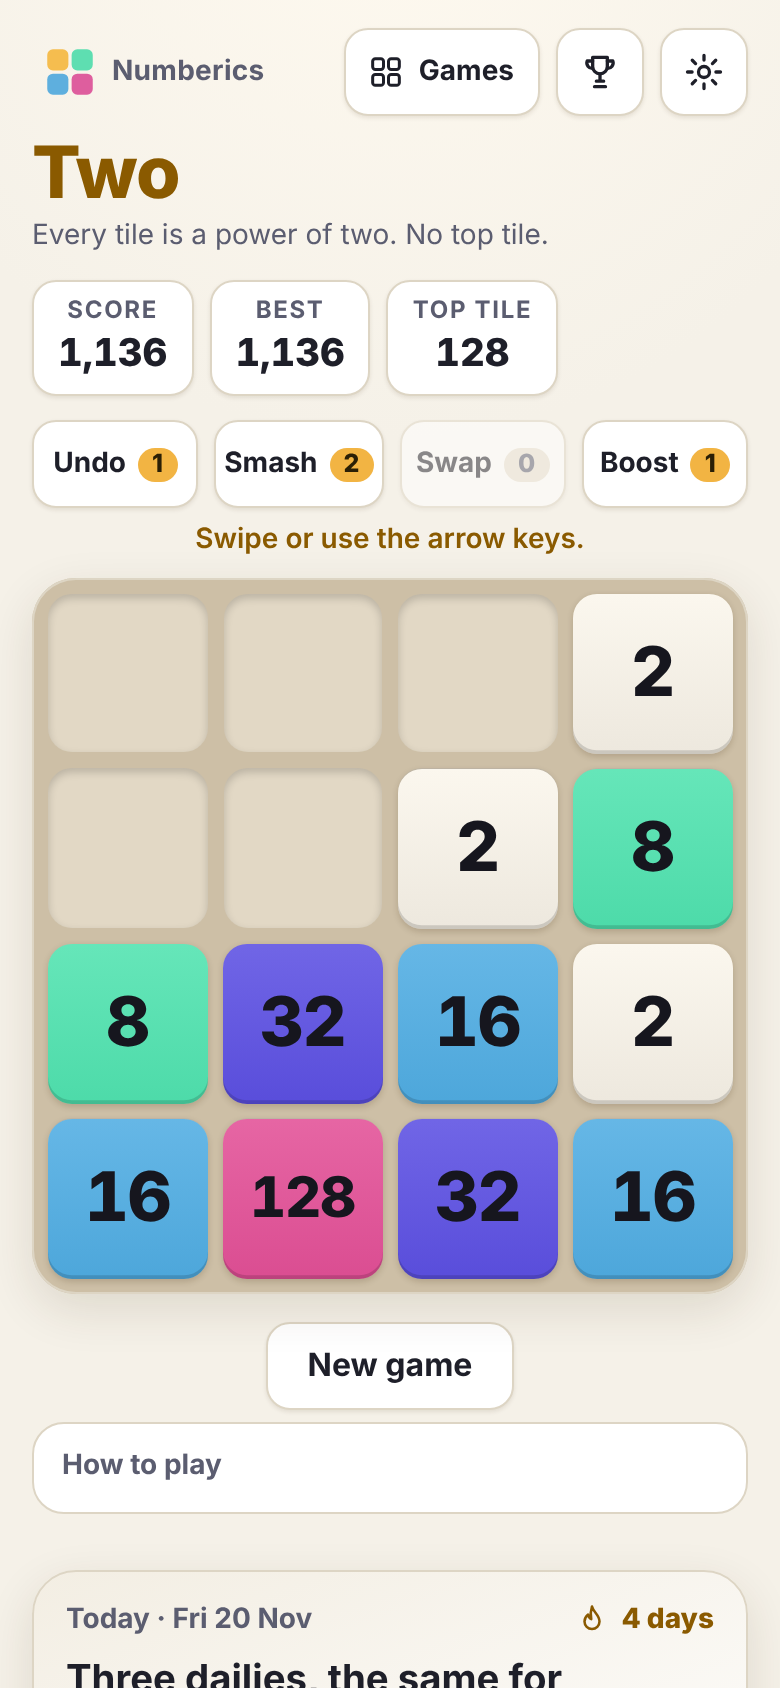 Numberics
Games
Two
Every tile is a power of two. No top tile.
SCORE BEST TOP TILE
1,136 1,136 128
Undo 1 Smash 2 Swap 0 Boost 1
Swipe or use the arrow keys.
2
2 8
8 32 16 2
16 128 32 16
New game
How to play
Today · Fri 20 Nov 4 days
Three dailies, the same for